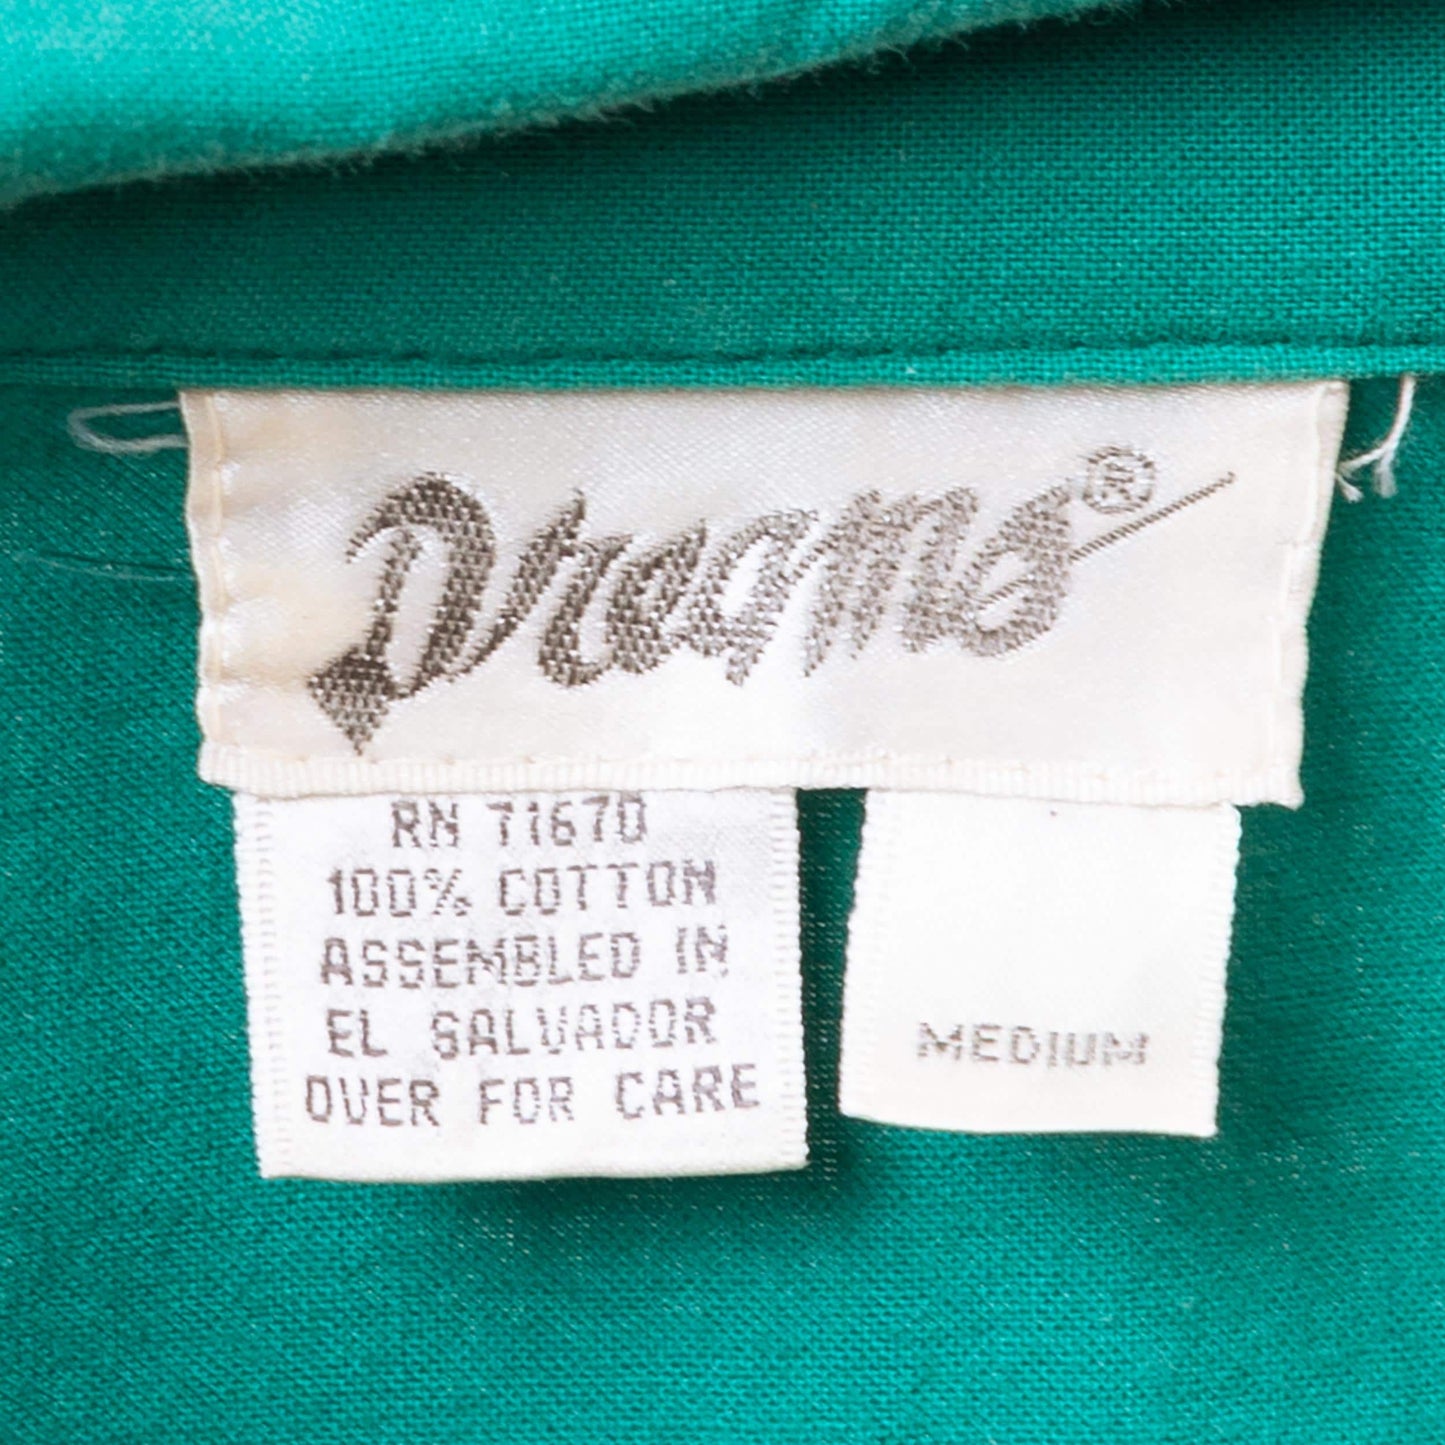 Dreams®
RN 71670
100% COTTON
ASSEMBLED IN
EL SALVADOR
OVER FOR CARE
MEDIUM